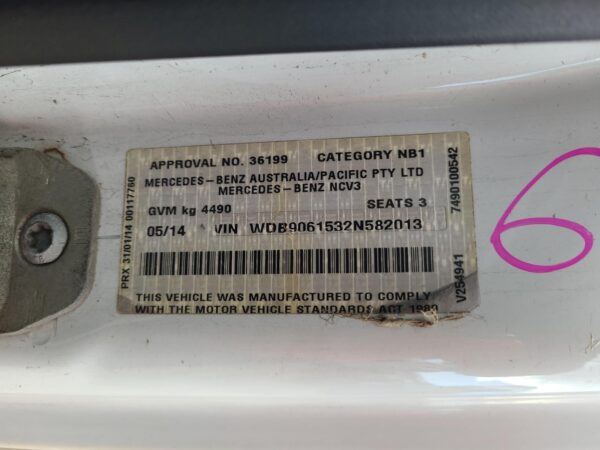 APPROVAL NO. 36199 CATEGORY NB1
MERCEDES-BENZ AUSTRALIA/PACIFIC PTY LTD
MERCEDES-BENZ NCV3
GVM kg 4490 SEATS 3
05/14 VIN WDB9061532N582013
THIS VEHICLE WAS MANUFACTURED TO COMPLY
WITH THE MOTOR VEHICLE STANDARDS ACT 1989
PRX 31/01/14 00117760
V254941 7490100542
6